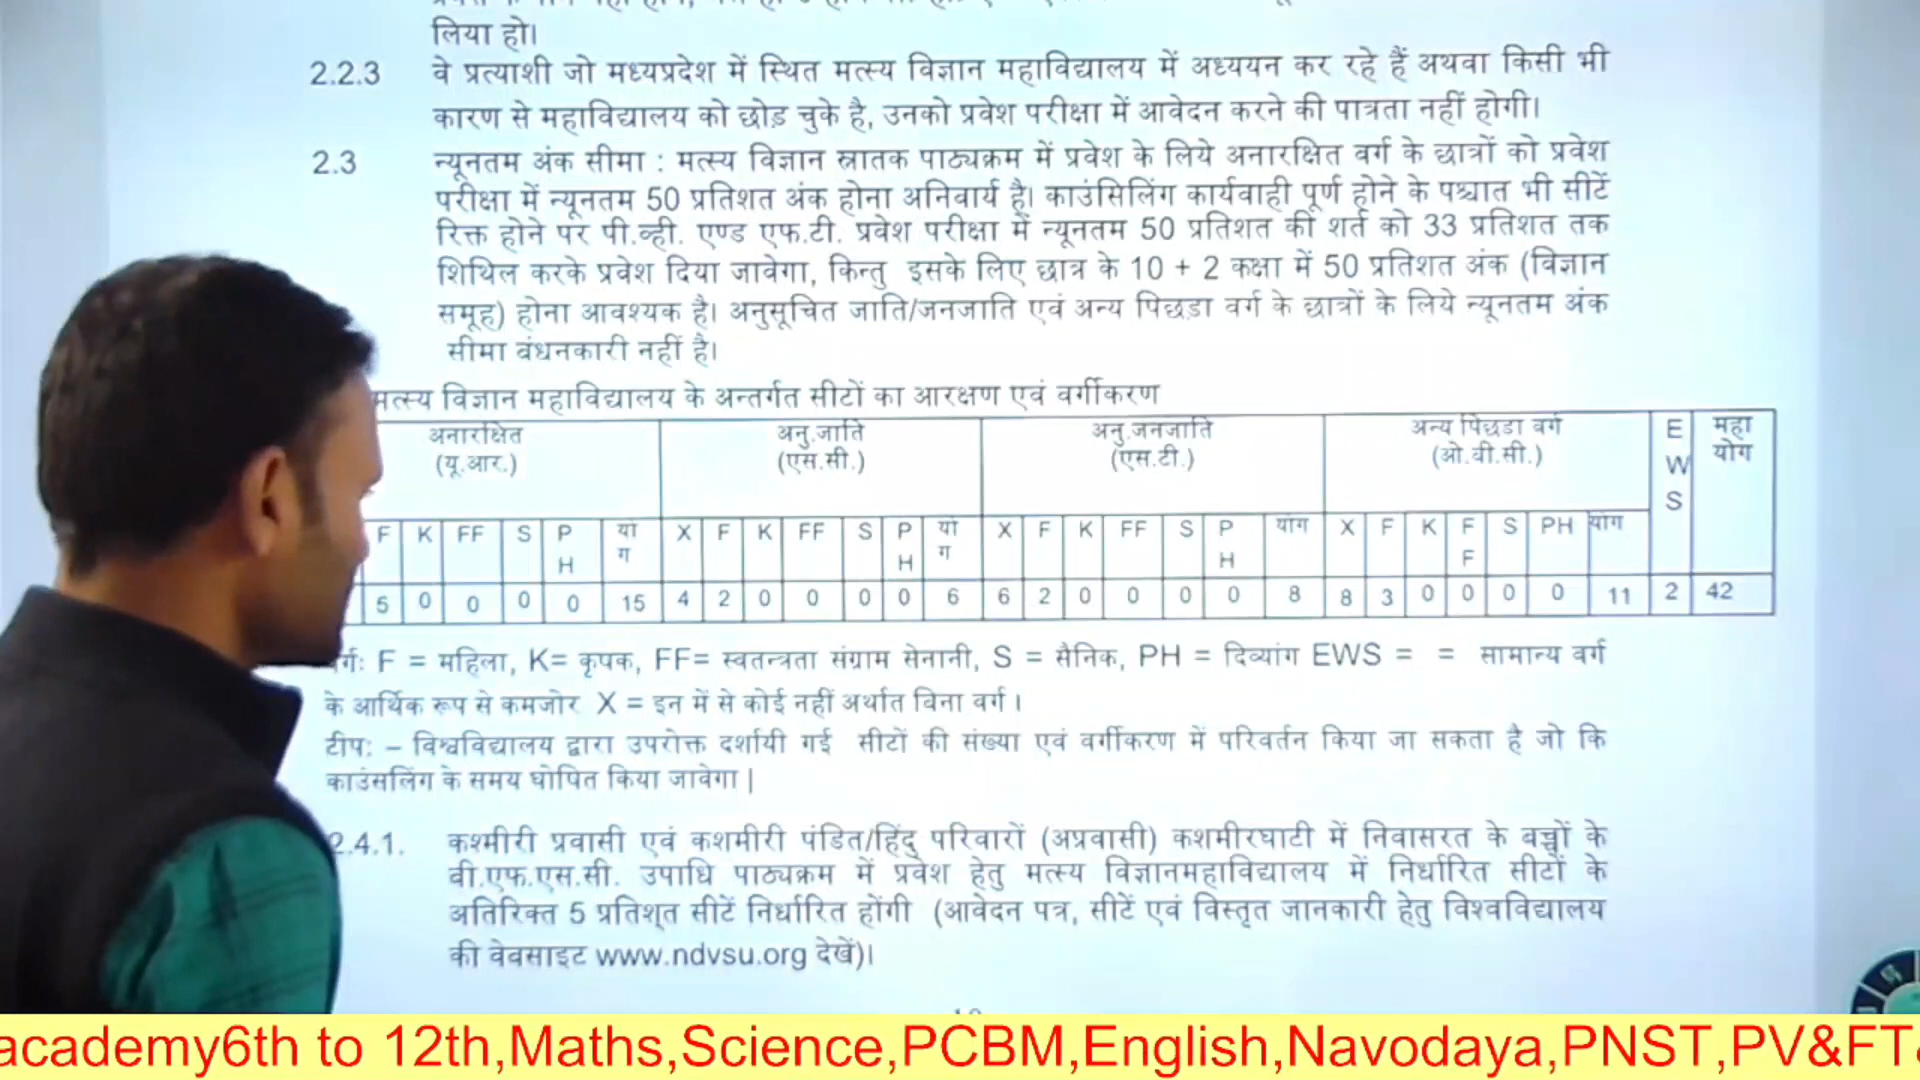 लिया हो।
2.2.3 वे प्रत्याशी जो मध्यप्रदेश में स्थित मत्स्य विज्ञान महाविद्यालय में अध्ययन कर रहे हैं अथवा किसी भी
कारण से महाविद्यालय को छोड़ चुके है, उनको प्रवेश परीक्षा में आवेदन करने की पात्रता नहीं होगी।
2.3 न्यूनतम अंक सीमा : मत्स्य विज्ञान स्नातक पाठ्यक्रम में प्रवेश के लिये अनारक्षित वर्ग के छात्रों को प्रवेश
परीक्षा में न्यूनतम 50 प्रतिशत अंक होना अनिवार्य है। काउंसिलिंग कार्यवाही पूर्ण होने के पश्चात भी सीटें
रिक्त होने पर पी.व्ही. एण्ड एफ.टी. प्रवेश परीक्षा में न्यूनतम 50 प्रतिशत की शर्त को 33 प्रतिशत तक
शिथिल करके प्रवेश दिया जावेगा, किन्तु इसके लिए छात्र के 10 + 2 कक्षा में 50 प्रतिशत अंक (विज्ञान
समूह) होना आवश्यक है। अनुसूचित जाति/जनजाति एवं अन्य पिछड़ा वर्ग के छात्रों के लिये न्यूनतम अंक
सीमा बंधनकारी नहीं है।
मत्स्य विज्ञान महाविद्यालय के अन्तर्गत सीटों का आरक्षण एवं वर्गीकरण
अनारक्षित (यू.आर.) अनु.जाति (एस.सी.) अनु.जनजाति (एस.टी.) अन्य पिछडा वर्ग (ओ.बी.सी.) EWS महा योग
F K FF S PH योग X F K FF S PH योग X F K FF S PH योग X F K FF S PH योग
5 0 0 0 0 15 4 2 0 0 0 0 6 6 2 0 0 0 0 8 8 3 0 0 0 0 11 2 42
F = महिला, K= कृषक, FF= स्वतन्त्रता संग्राम सेनानी, S = सैनिक, PH = दिव्यांग EWS = = सामान्य वर्ग
के आर्थिक रूप से कमजोर X = इन में से कोई नहीं अर्थात बिना वर्ग ।
टीप: – विश्वविद्यालय द्वारा उपरोक्त दर्शायी गई सीटों की संख्या एवं वर्गीकरण में परिवर्तन किया जा सकता है जो कि
काउंसलिंग के समय घोषित किया जावेगा |
2.4.1. कश्मीरी प्रवासी एवं कशमीरी पंडित/हिंदु परिवारों (अप्रवासी) कशमीरघाटी में निवासरत के बच्चों के
बी.एफ.एस.सी. उपाधि पाठ्यक्रम में प्रवेश हेतु मत्स्य विज्ञानमहाविद्यालय में निर्धारित सीटों के
अतिरिक्त 5 प्रतिश्त सीटें निर्धारित होंगी (आवेदन पत्र, सीटें एवं विस्तृत जानकारी हेतु विश्वविद्यालय
की वेबसाइट www.ndvsu.org देखें)।
academy6th to 12th,Maths,Science,PCBM,English,Navodaya,PNST,PV&FT